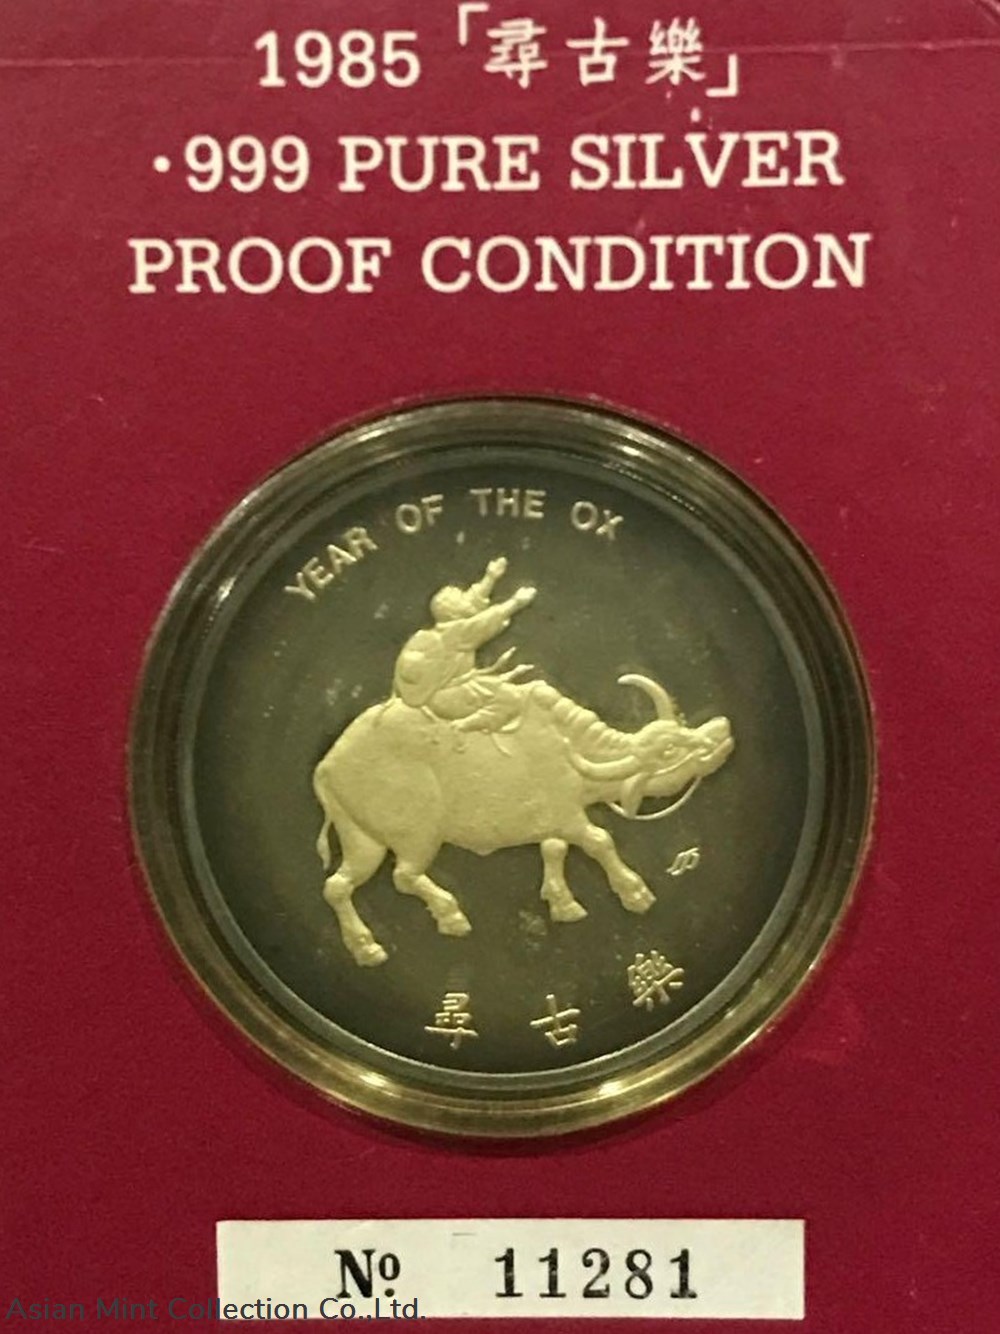 1985「尋古樂」
·999 PURE SILVER
PROOF CONDITION
YEAR OF THE OX
尋古樂
Nº 11281
Asian Mint Collection Co.,Ltd.